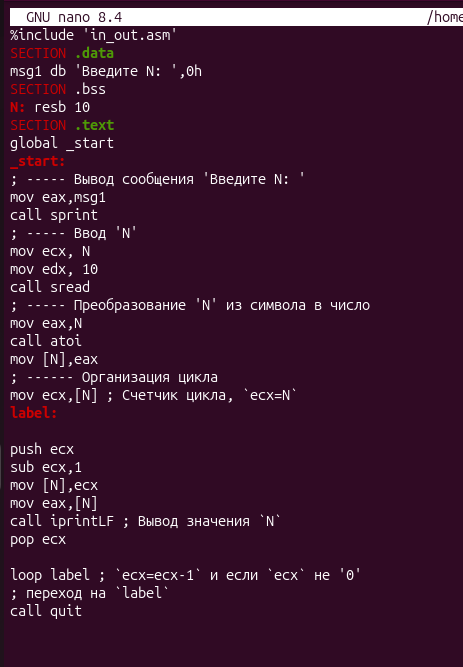 GNU nano 8.4 /home
%include 'in_out.asm'
SECTION .data
msg1 db 'Введите N: ',0h
SECTION .bss
N: resb 10
SECTION .text
global _start
_start:
; ----- Вывод сообщения 'Введите N: '
mov eax,msg1
call sprint
; ----- Ввод 'N'
mov ecx, N
mov edx, 10
call sread
; ----- Преобразование 'N' из символа в число
mov eax,N
call atoi
mov [N],eax
; ------ Организация цикла
mov ecx,[N] ; Счетчик цикла, `ecx=N`
label:
push ecx
sub ecx,1
mov [N],ecx
mov eax,[N]
call iprintLF ; Вывод значения `N`
pop ecx
loop label ; `ecx=ecx-1` и если `ecx` не '0'
; переход на `label`
call quit